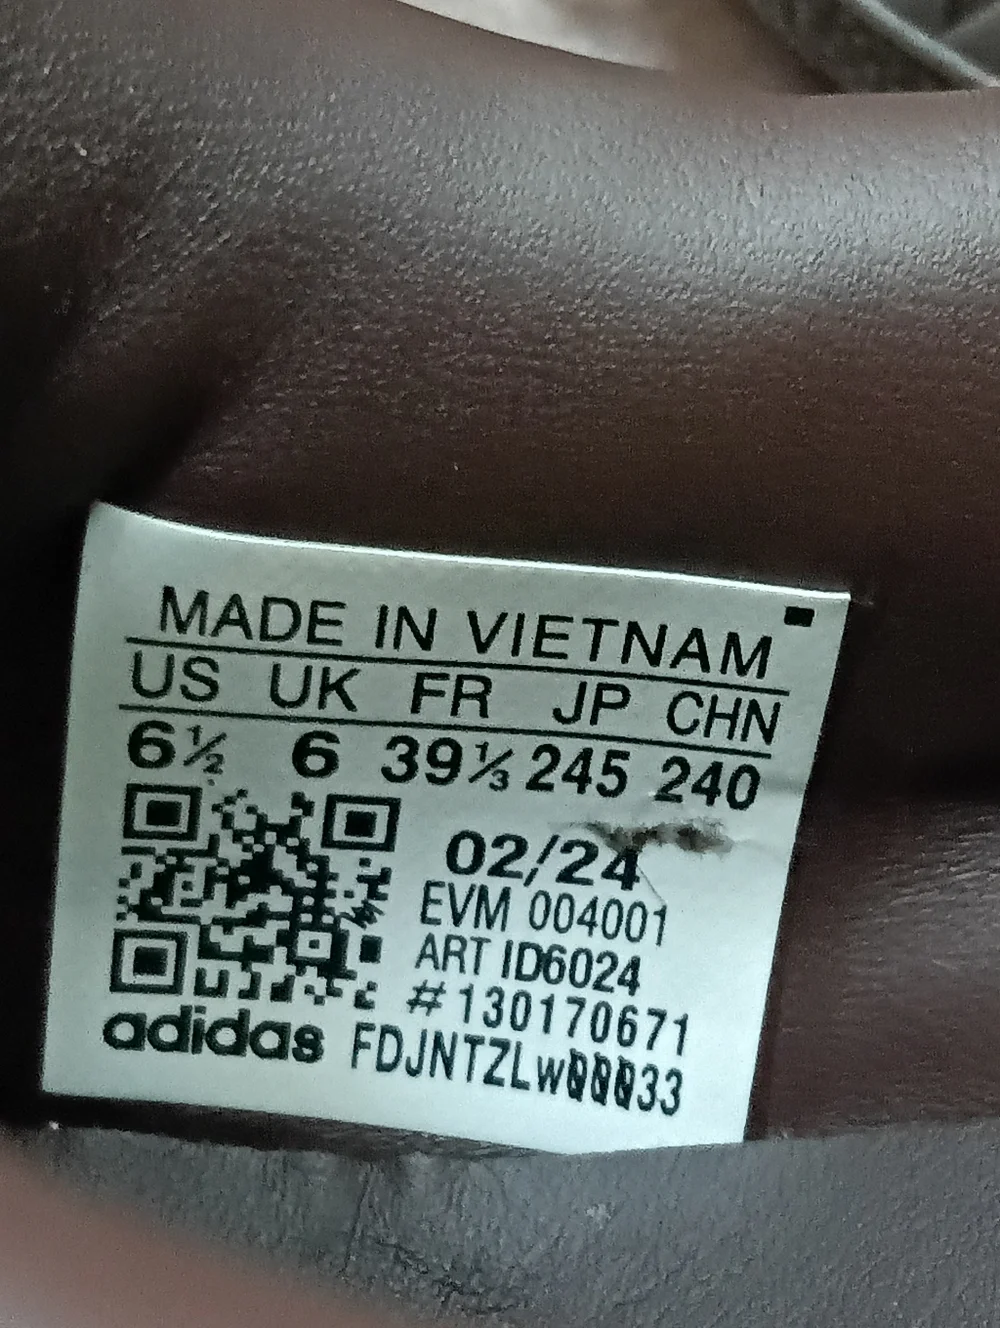 MADE IN VIETNAM
US UK FR JP CHN
6½ 6 39⅓ 245 240
02/24
EVM 004001
ART ID6024
# 130170671
adidas FDJNTZLw00033